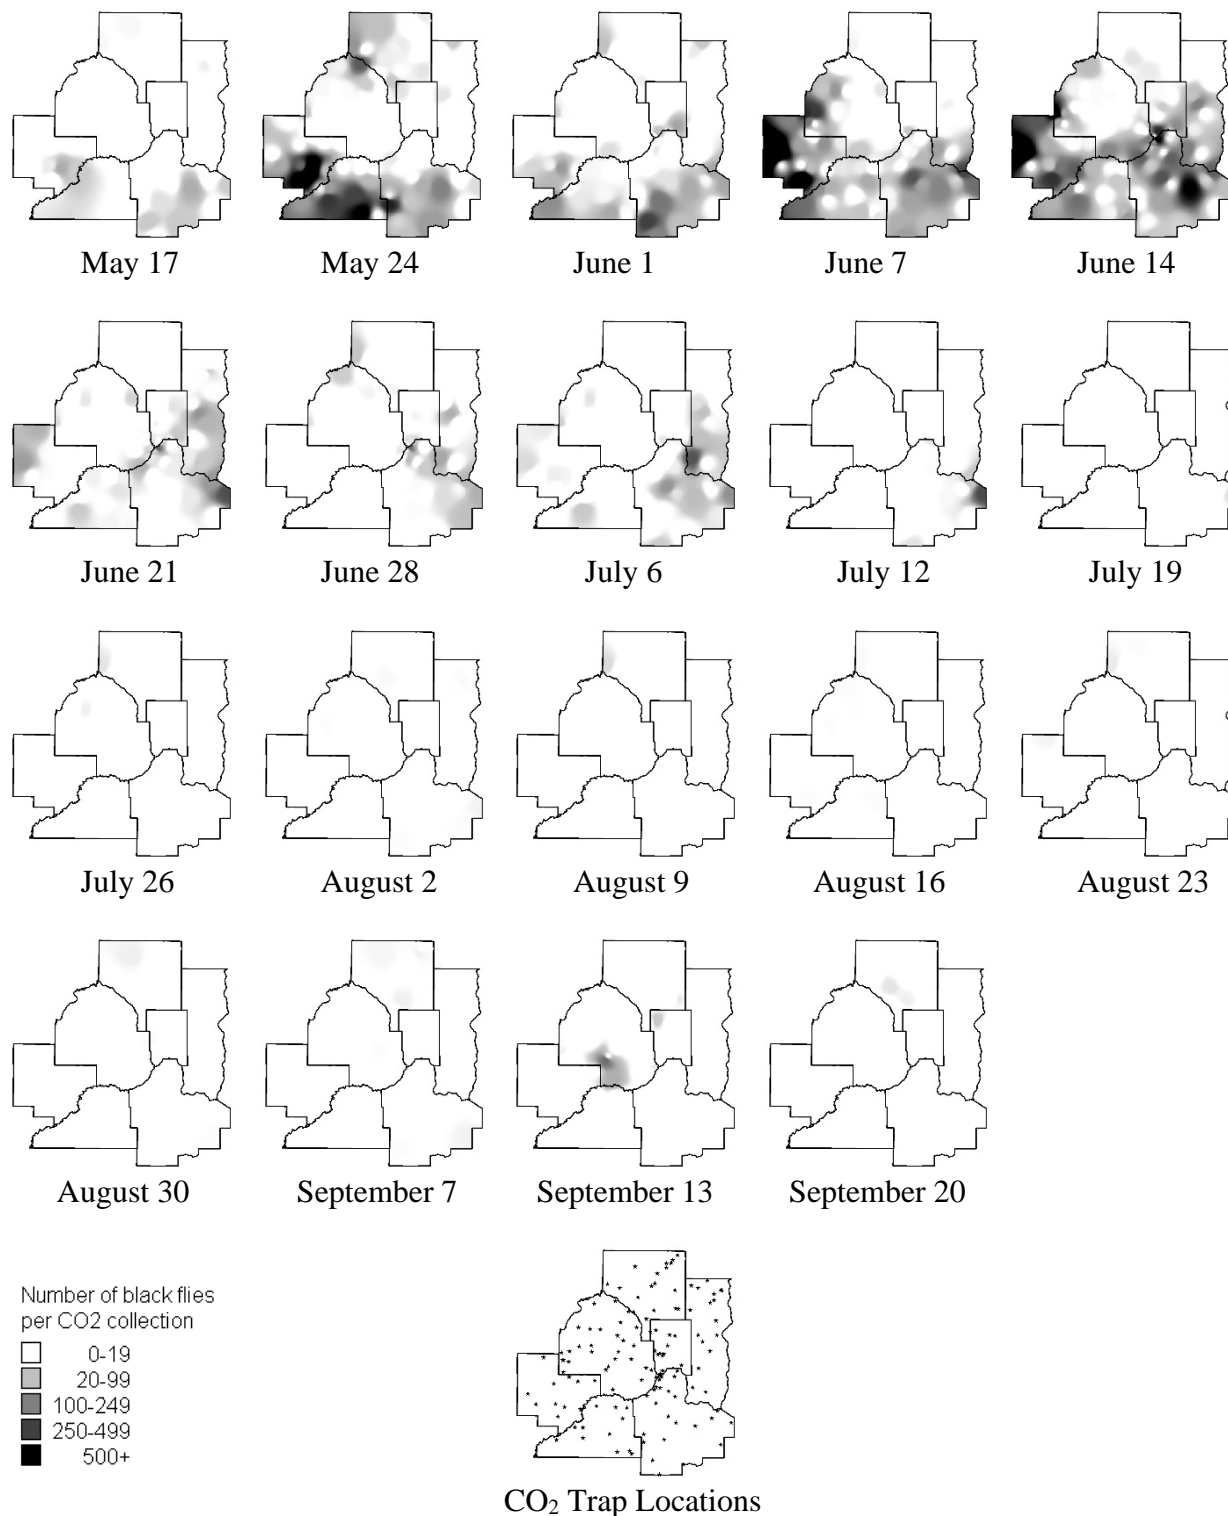 May 17
May 24
June 1
June 7
June 14
June 21
June 28
July 6
July 12
July 19
July 26
August 2
August 9
August 16
August 23
August 30
September 7
September 13
September 20
Number of black flies
per CO2 collection
0-19
20-99
100-249
250-499
500+
CO₂ Trap Locations